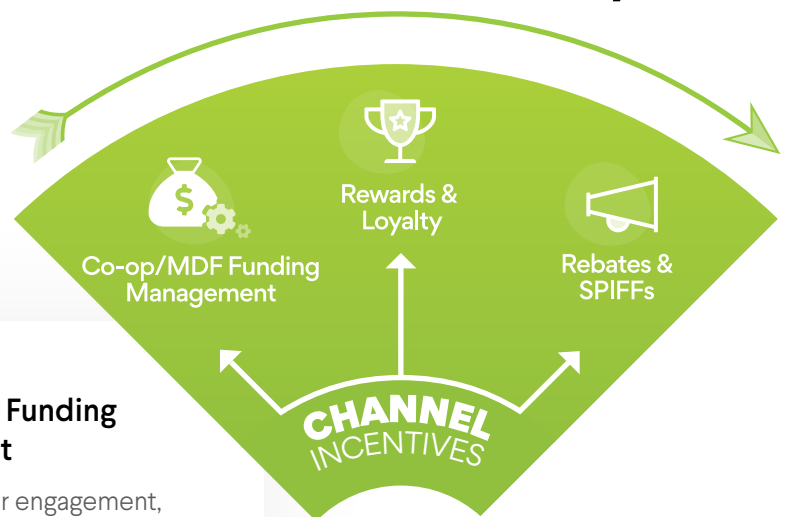 Rewards &
Loyalty
Co-op/MDF Funding
Management
Rebates &
SPIFFs
CHANNEL
INCENTIVES
Funding
t
r engagement,